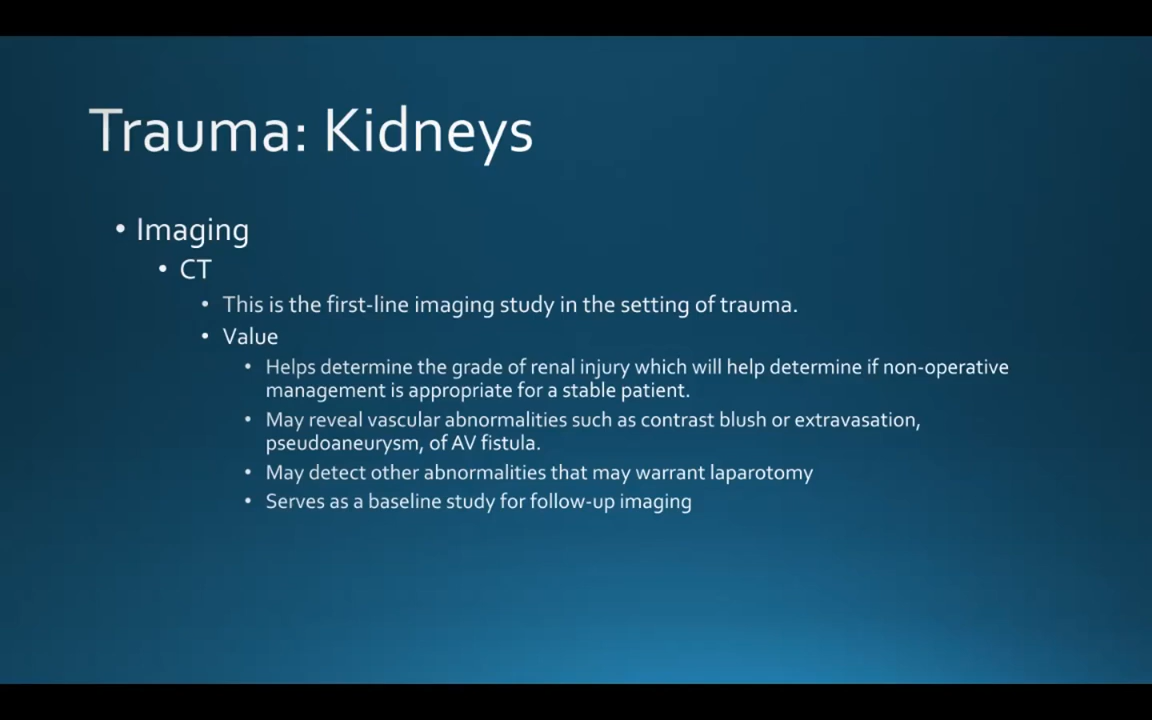 Trauma: Kidneys
• Imaging
• CT
• This is the first-line imaging study in the setting of trauma.
• Value
• Helps determine the grade of renal injury which will help determine if non-operative
management is appropriate for a stable patient.
• May reveal vascular abnormalities such as contrast blush or extravasation,
pseudoaneurysm, of AV fistula.
• May detect other abnormalities that may warrant laparotomy
• Serves as a baseline study for follow-up imaging